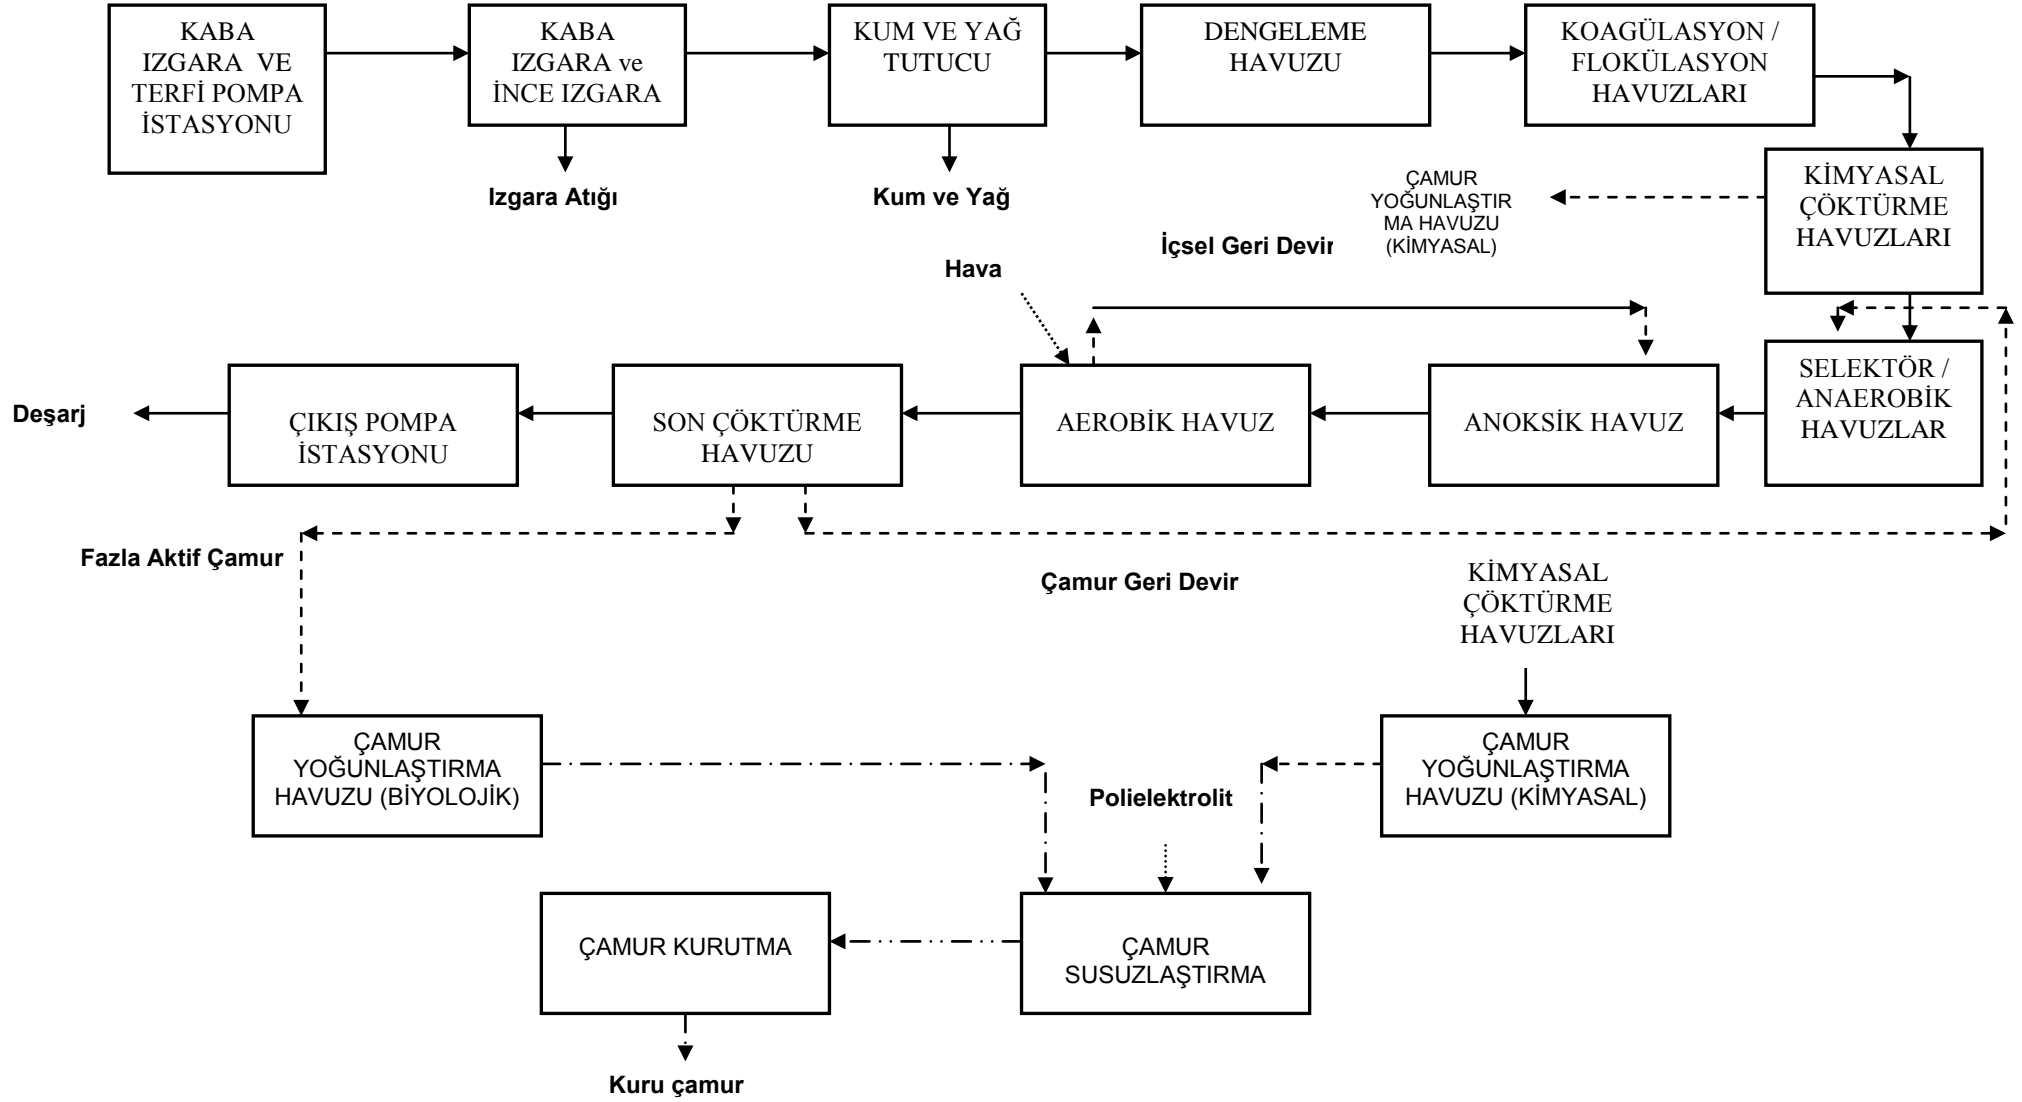 KABA
IZGARA VE
TERFİ POMPA
İSTASYONU
KABA
IZGARA ve
İNCE IZGARA
KUM VE YAĞ
TUTUCU
DENGELEME
HAVUZU
KOAGÜLASYON /
FLOKÜLASYON
HAVUZLARI
Izgara Atığı
Kum ve Yağ
ÇAMUR
YOĞUNLAŞTIR
MA HAVUZU
(KİMYASAL)
KİMYASAL
ÇÖKTÜRME
HAVUZLARI
İçsel Geri Devir
Hava
Deşarj
ÇIKIŞ POMPA
İSTASYONU
SON ÇÖKTÜRME
HAVUZU
AEROBİK HAVUZ
ANOKSİK HAVUZ
SELEKTÖR /
ANAEROBİK
HAVUZLAR
Fazla Aktif Çamur
Çamur Geri Devir
KİMYASAL
ÇÖKTÜRME
HAVUZLARI
ÇAMUR
YOĞUNLAŞTIRMA
HAVUZU (BİYOLOJİK)
Polielektrolit
ÇAMUR
YOĞUNLAŞTIRMA
HAVUZU (KİMYASAL)
ÇAMUR KURUTMA
ÇAMUR
SUSUZLAŞTIRMA
Kuru çamur